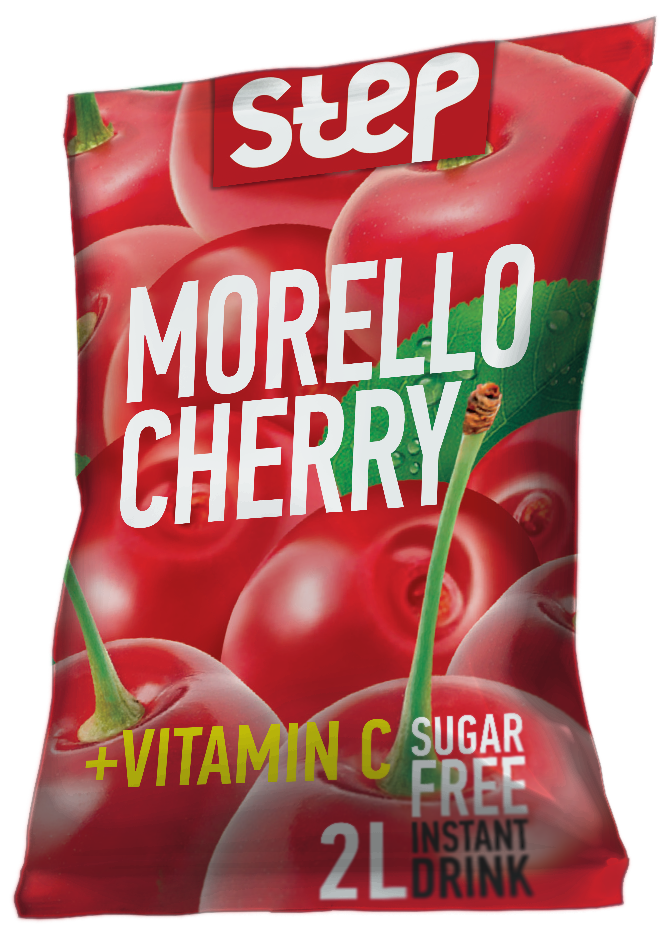 step
MORELLO
CHERRY
+VITAMIN C
SUGAR
FREE
2L
INSTANT
DRINK